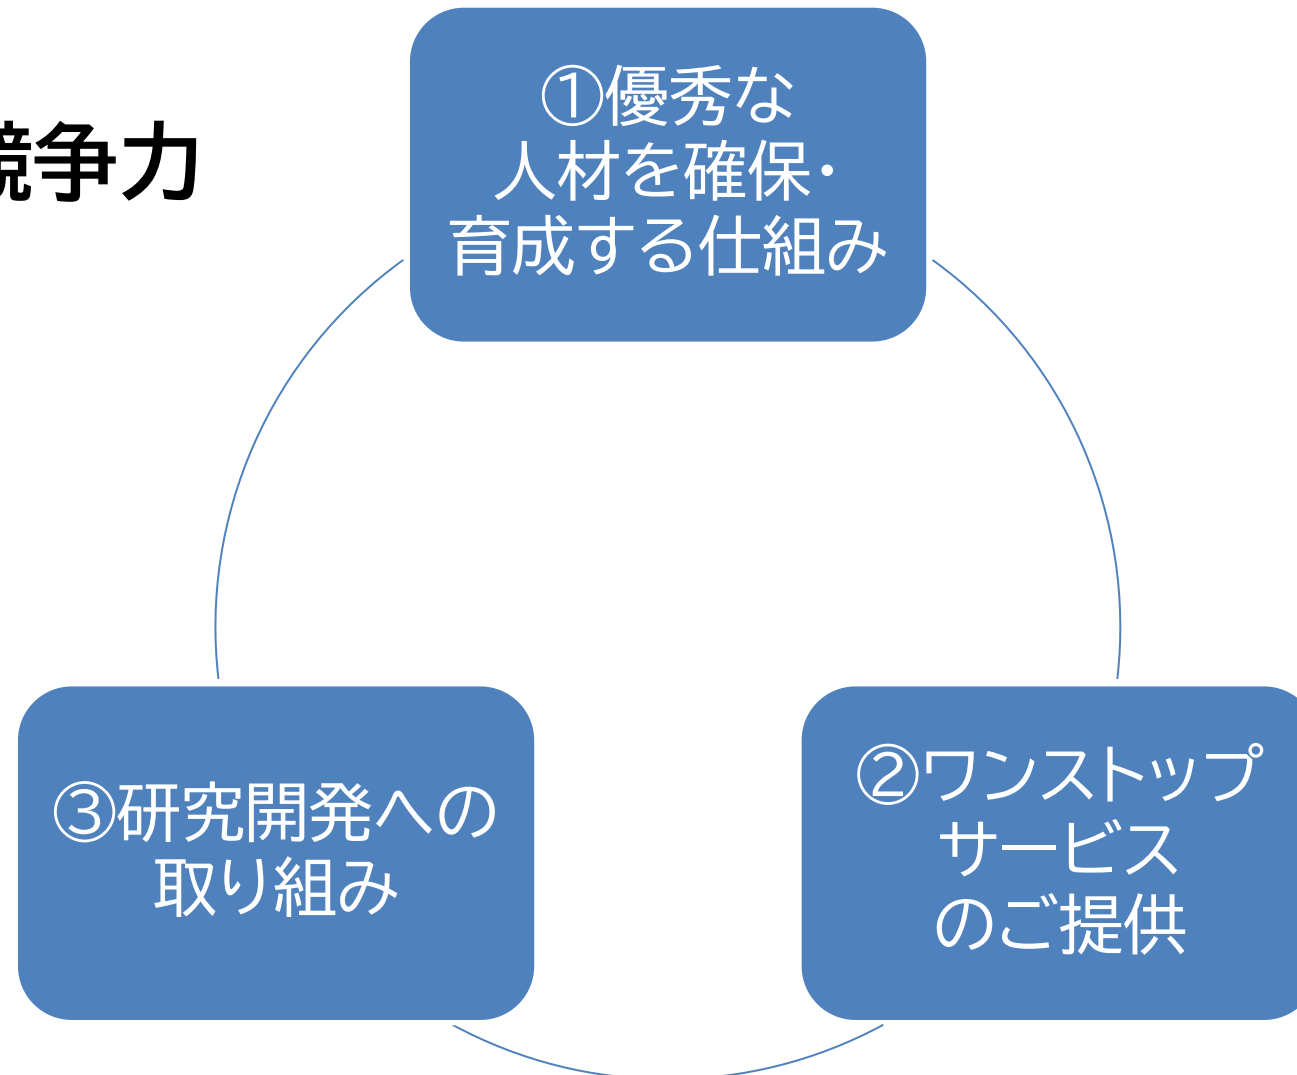 競争力
①優秀な
人材を確保・
育成する仕組み
③研究開発への
取り組み
②ワンストップ
サービス
のご提供